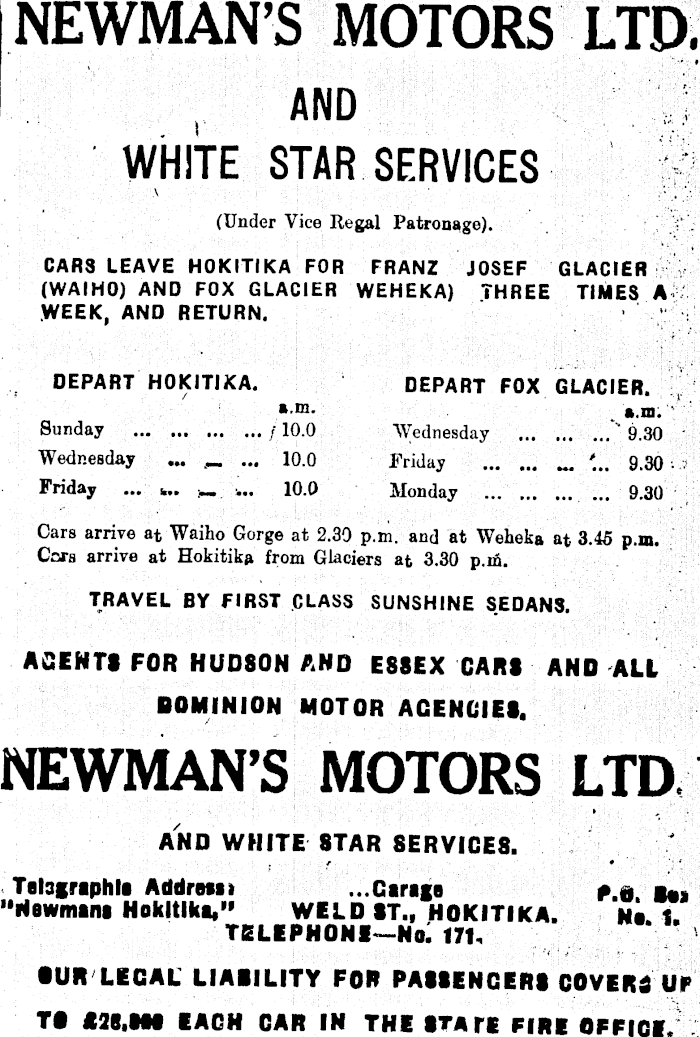 NEWMAN'S MOTORS LTD.
AND
WHITE STAR SERVICES
(Under Vice Regal Patronage).
CARS LEAVE HOKITIKA FOR FRANZ JOSEF GLACIER
(WAIHO) AND FOX GLACIER WEHEKA) THREE TIMES A
WEEK, AND RETURN.
DEPART HOKITIKA.
a.m.
Sunday ... ... ... ... 10.0
Wednesday ... ... ... 10.0
Friday ... ... ... ... 10.0
DEPART FOX GLACIER.
a.m.
Wednesday ... ... ... 9.30
Friday ... ... ... ... 9.30
Monday ... ... ... ... 9.30
Cars arrive at Waiho Gorge at 2.30 p.m. and at Weheka at 3.45 p.m.
Cars arrive at Hokitika from Glaciers at 3.30 p.m.
TRAVEL BY FIRST CLASS SUNSHINE SEDANS.
AGENTS FOR HUDSON AND ESSEX CARS AND ALL
DOMINION MOTOR AGENCIES.
NEWMAN'S MOTORS LTD.
AND WHITE STAR SERVICES.
Telegraphic Address: ...Garage P.O. Box
"Newmans Hokitika," WELD ST., HOKITIKA. No. 1.
TELEPHONE—No. 171.
OUR LEGAL LIABILITY FOR PASSENGERS COVERS UP
TO EACH CAR IN THE STATE FIRE OFFICE.